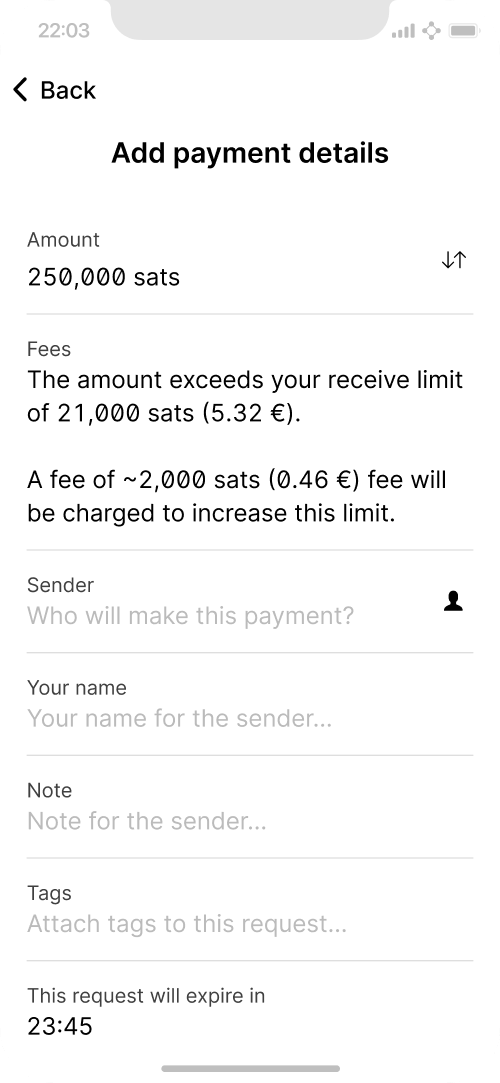 22:03
Back
Add payment details
Amount
250,000 sats
Fees
The amount exceeds your receive limit
of 21,000 sats (5.32 €).
A fee of ~2,000 sats (0.46 €) fee will
be charged to increase this limit.
Sender
Who will make this payment?
Your name
Your name for the sender...
Note
Note for the sender...
Tags
Attach tags to this request...
This request will expire in
23:45